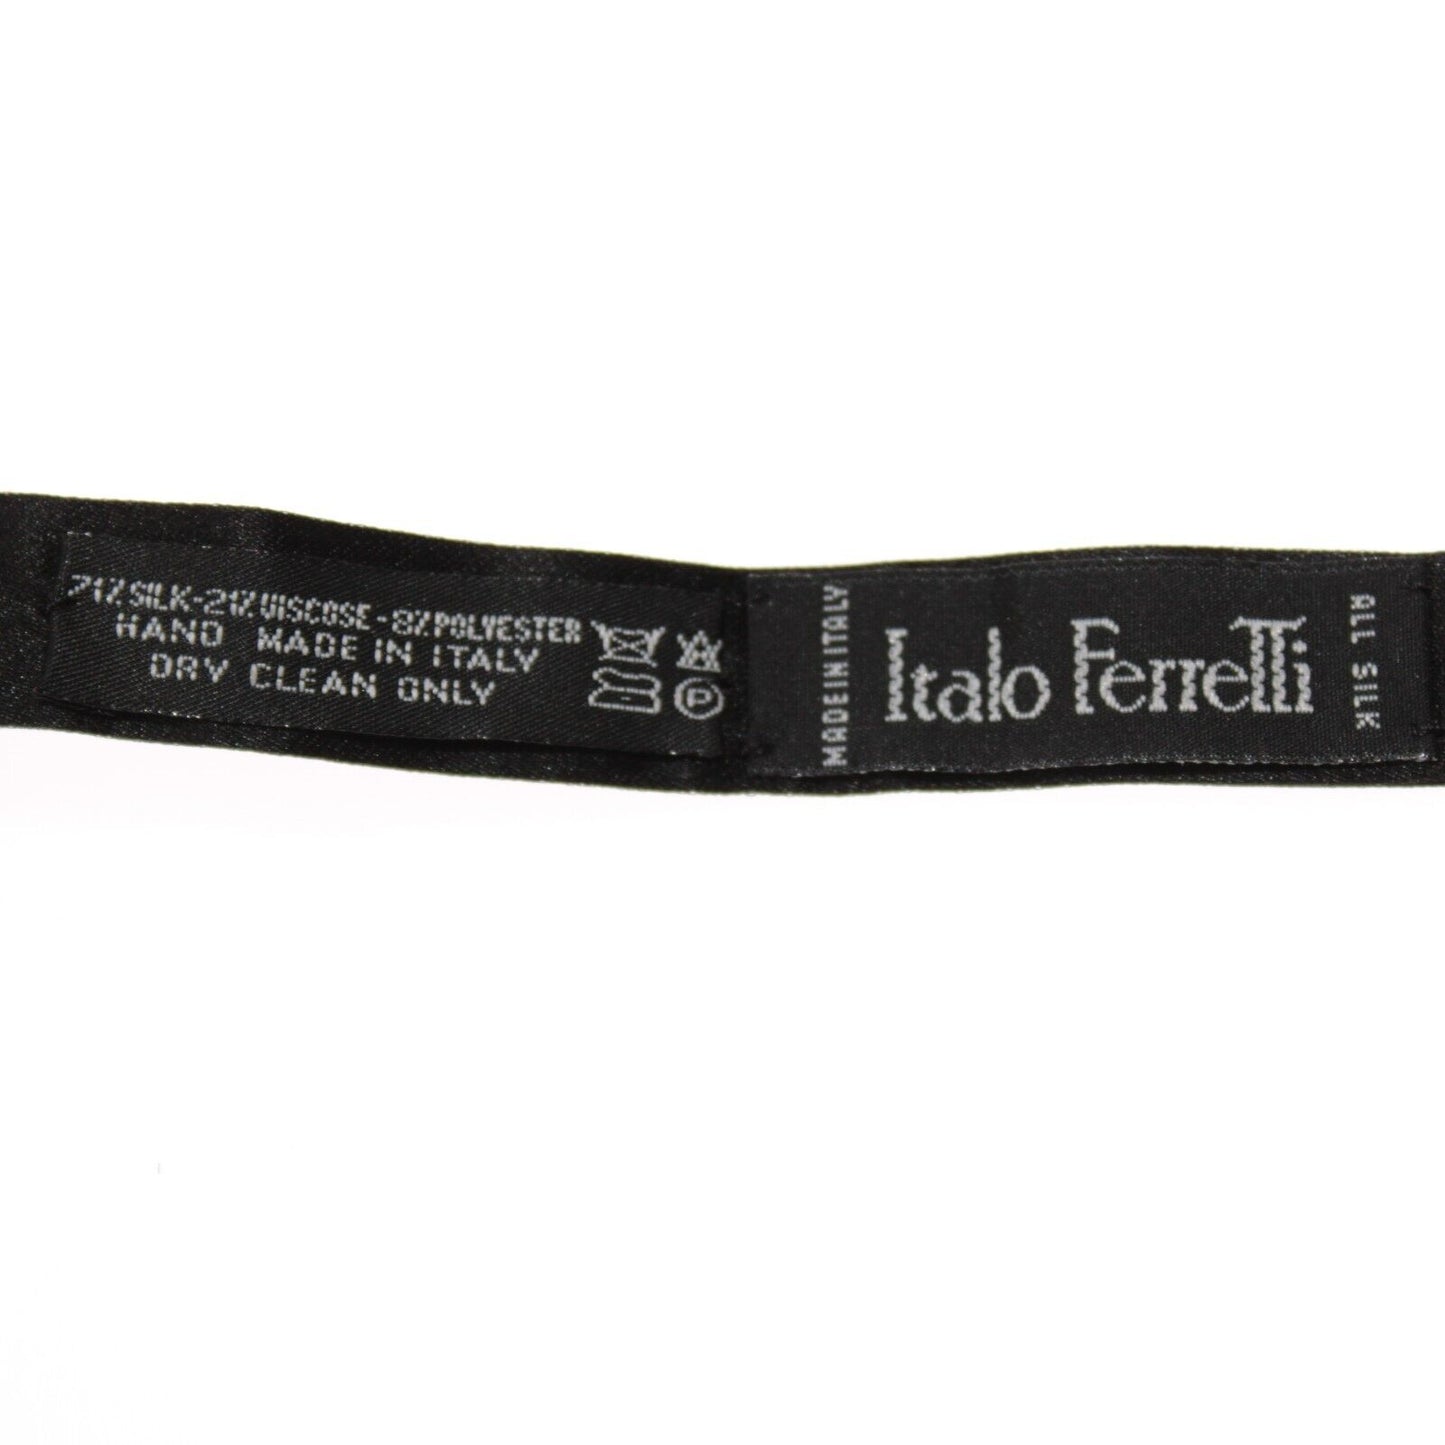 71% SILK-21% VISCOSE-8% POLYESTER
HAND MADE IN ITALY
DRY CLEAN ONLY
P
MADE IN ITALY
Italo Ferretti
ALL SILK